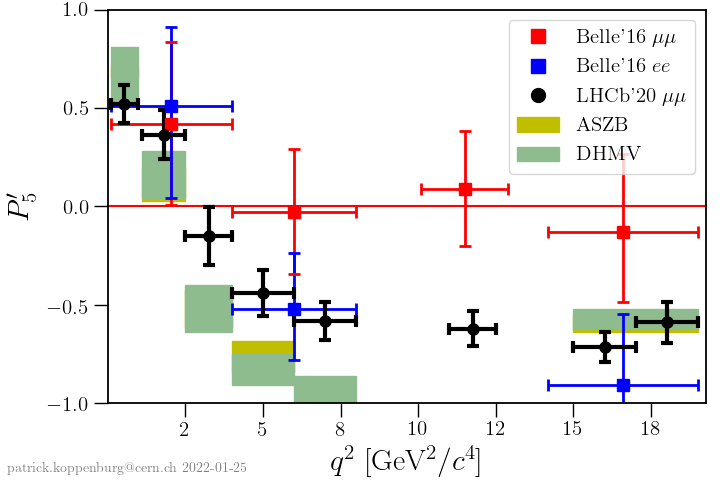 1.0
0.5
0.0
−0.5
−1.0
P′₅
Belle'16 μμ
Belle'16 ee
LHCb'20 μμ
ASZB
DHMV
2 5 8 10 12 15 18
q² [GeV²/c⁴]
patrick.koppenburg@cern.ch 2022-01-25